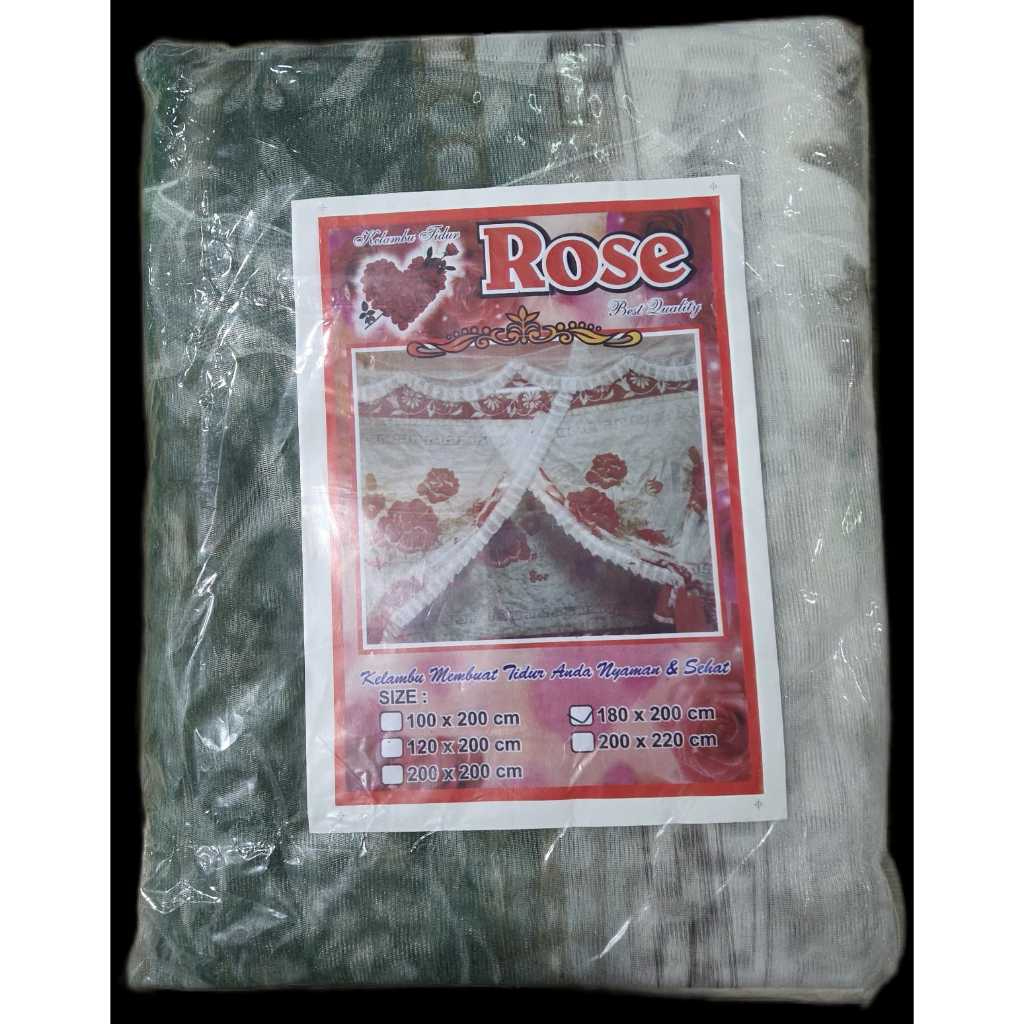 Kelambu Tidur
Rose
Best Quality
Kelambu Membuat Tidur Anda Nyaman & Sehat
SIZE :
100 x 200 cm
180 x 200 cm
120 x 200 cm
200 x 220 cm
200 x 200 cm